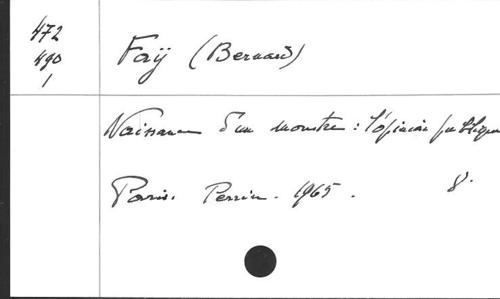 472
490
1
Faÿ (Bernard)
Naissance d'un monstre : l'opinion publique
Paris. Perrin. 1965. 8°